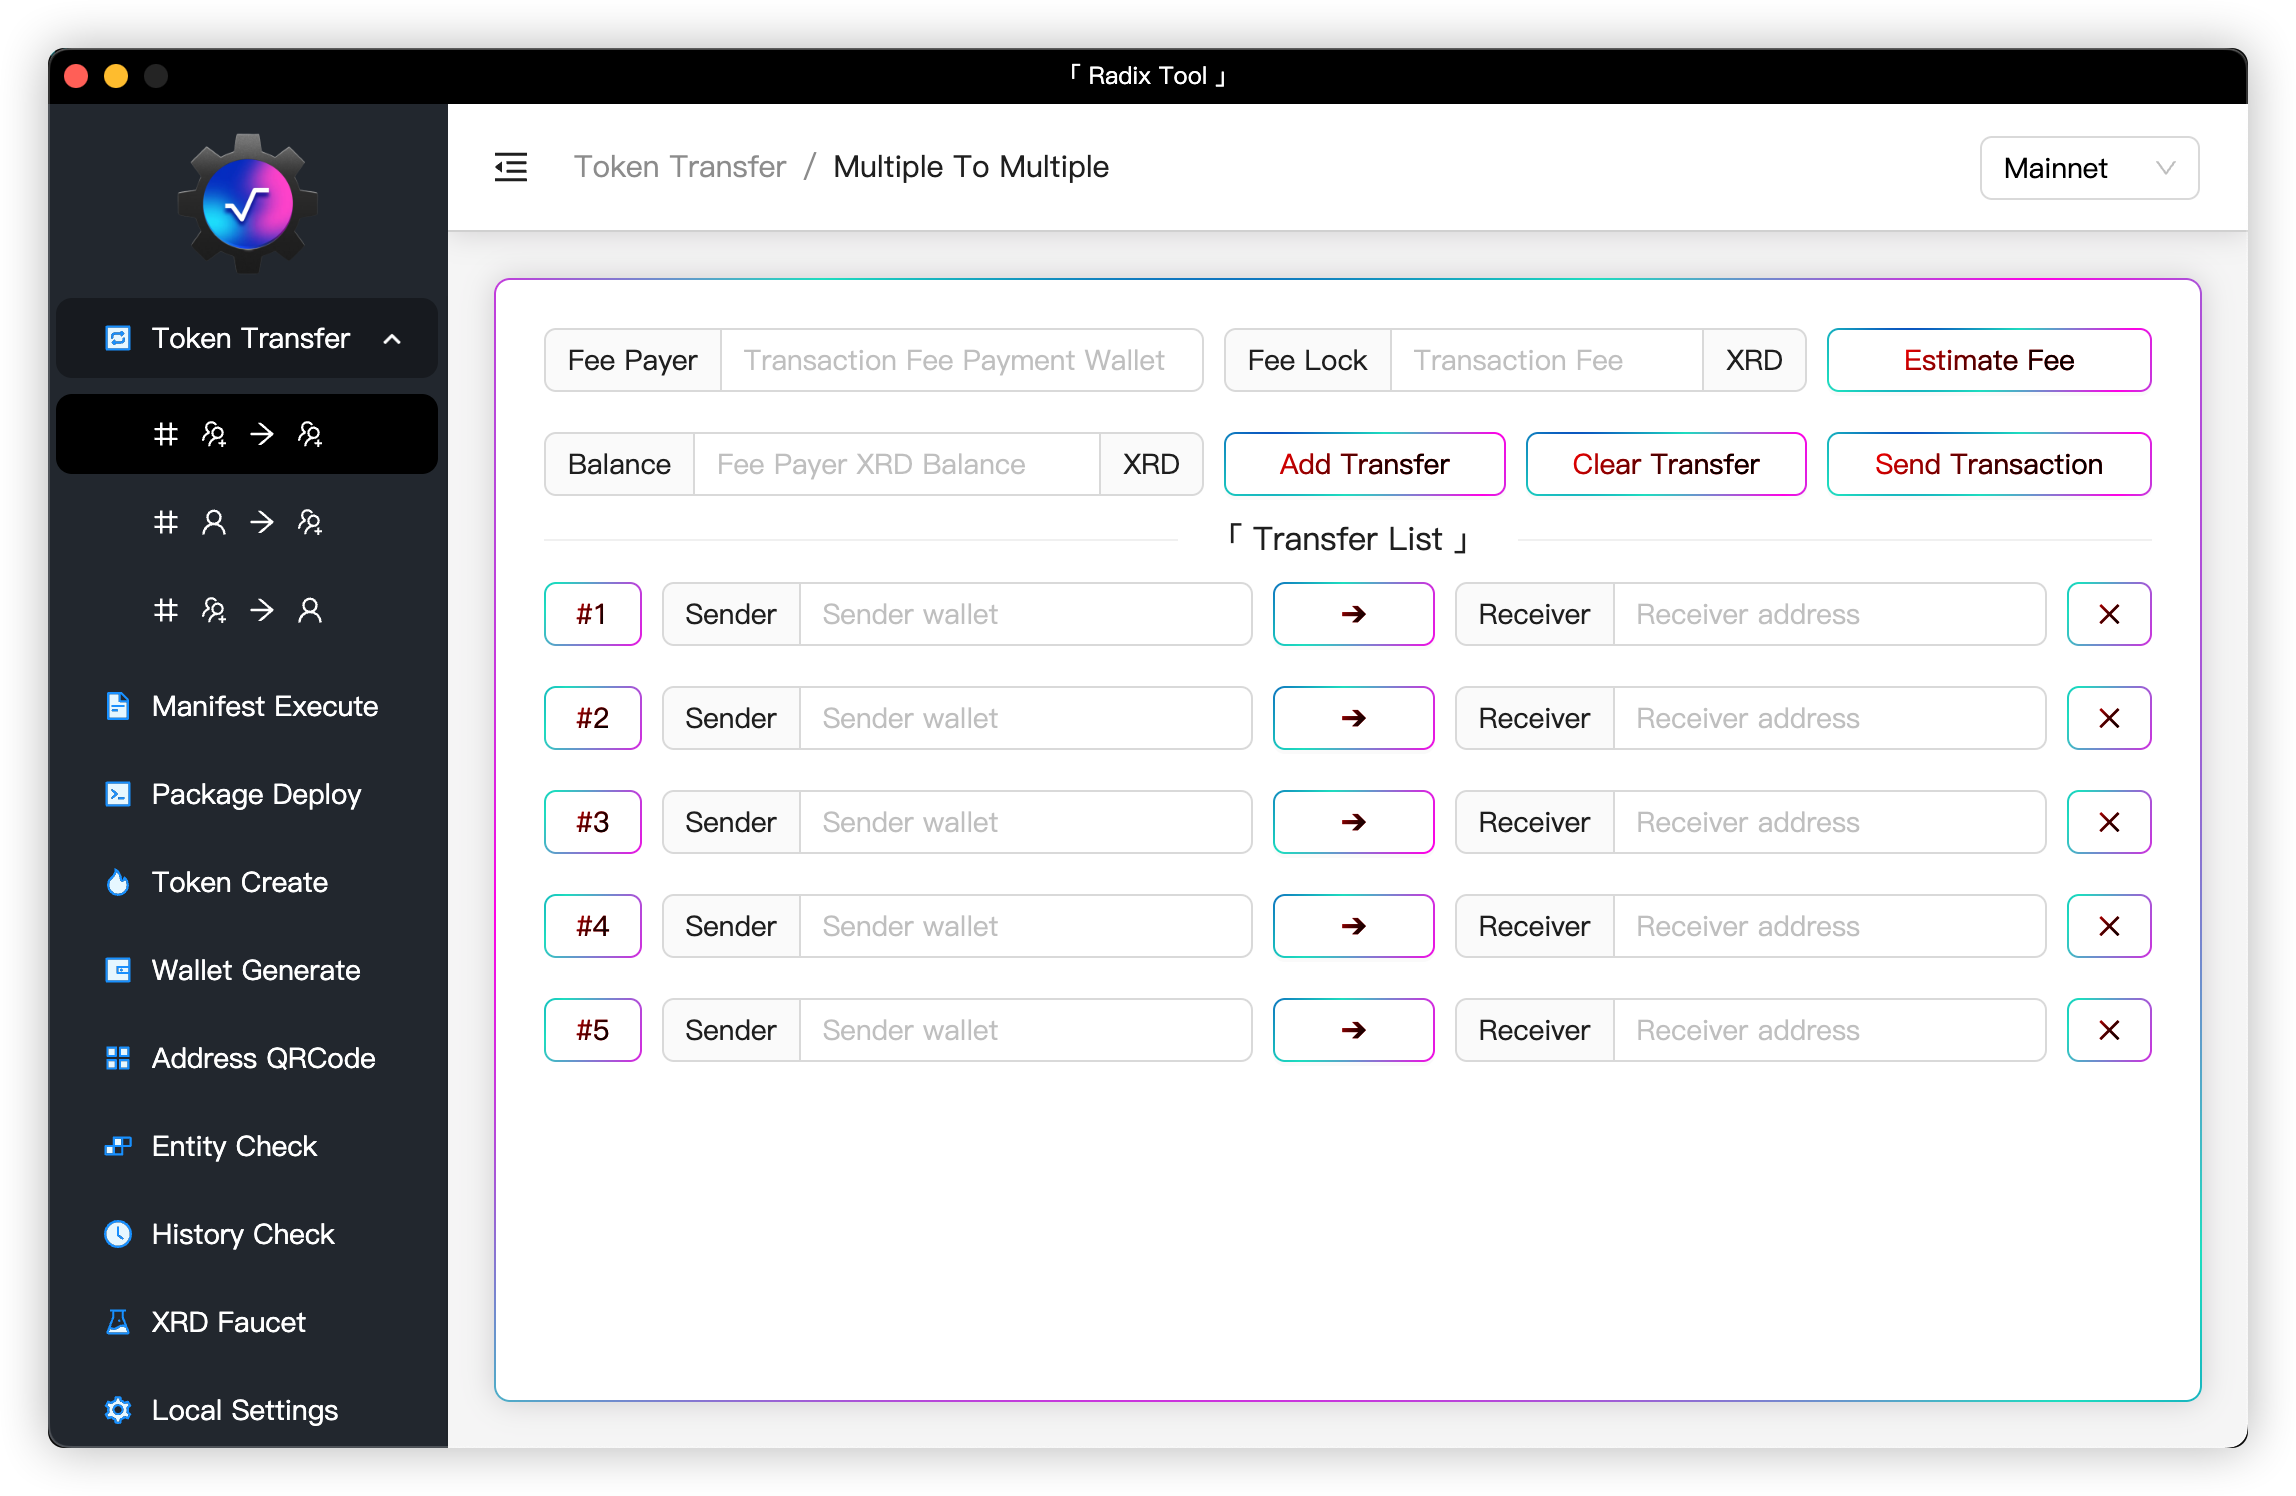 「 Radix Tool 」
Token Transfer / Multiple To Multiple
Mainnet
Token Transfer
Manifest Execute
Package Deploy
Token Create
Wallet Generate
Address QRCode
Entity Check
History Check
XRD Faucet
Local Settings
Fee Payer Transaction Fee Payment Wallet Fee Lock Transaction Fee XRD Estimate Fee
Balance Fee Payer XRD Balance XRD Add Transfer Clear Transfer Send Transaction
「 Transfer List 」
#1 Sender Sender wallet ➔ Receiver Receiver address ✕
#2 Sender Sender wallet ➔ Receiver Receiver address ✕
#3 Sender Sender wallet ➔ Receiver Receiver address ✕
#4 Sender Sender wallet ➔ Receiver Receiver address ✕
#5 Sender Sender wallet ➔ Receiver Receiver address ✕